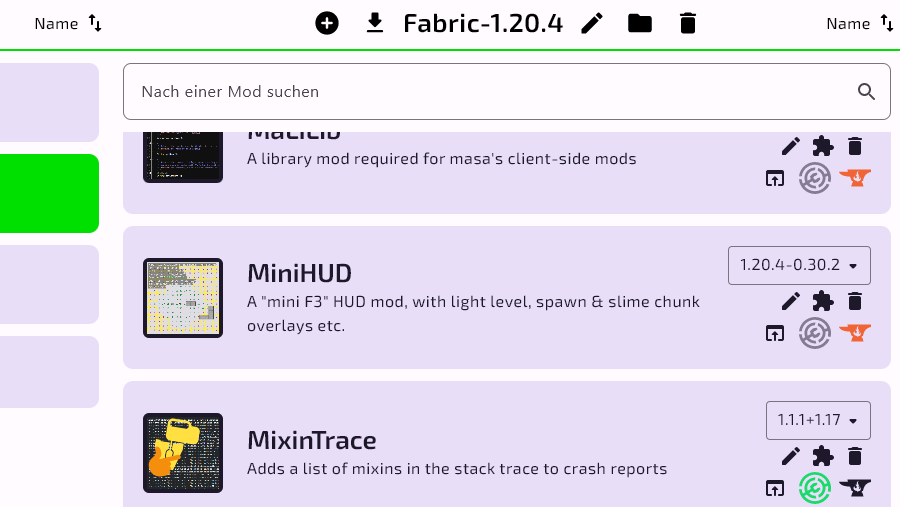 Name
Fabric-1.20.4
Name
Nach einer Mod suchen
MaLiLib
A library mod required for masa's client-side mods
MiniHUD
1.20.4-0.30.2
A "mini F3" HUD mod, with light level, spawn & slime chunk
overlays etc.
MixinTrace
1.1.1+1.17
Adds a list of mixins in the stack trace to crash reports